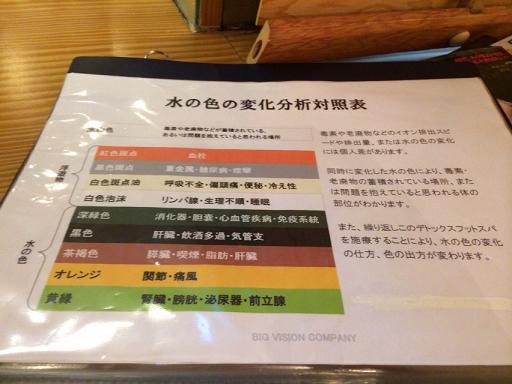 水の色の変化分析対照表
毒素や老廃物などが蓄積されている、
あるいは問題を抱えていると思われる場所
浮遊物
紅色斑点 血栓
黒色斑点 重金属・糖尿病・痙攣
白色斑点油 呼吸不全・偏頭痛・便秘・冷え性
白色泡沫 リンパ腺・生理不順・睡眠
水の色
深緑色 消化器・胆嚢・心血管疾病・免疫系統
黒色 肝臓・飲酒多過・気管支
茶褐色 膵臓・喫煙・脂肪・肝臓
オレンジ 関節・痛風
黄緑 腎臓・膀胱・泌尿器・前立腺
毒素や老廃物などのイオン排出スピ
ードや排出量、または水の色の変化
には個人差があります。
同時に変化した水の色により、毒素・
老廃物の蓄積されている場所、また
は問題を抱えていると思われる体の
部位がわかります。
また、繰り返しこのデトックスフットスパ
を施療することにより、水の色の変化
の仕方、色の出方が変わります。
BIG VISION COMPANY